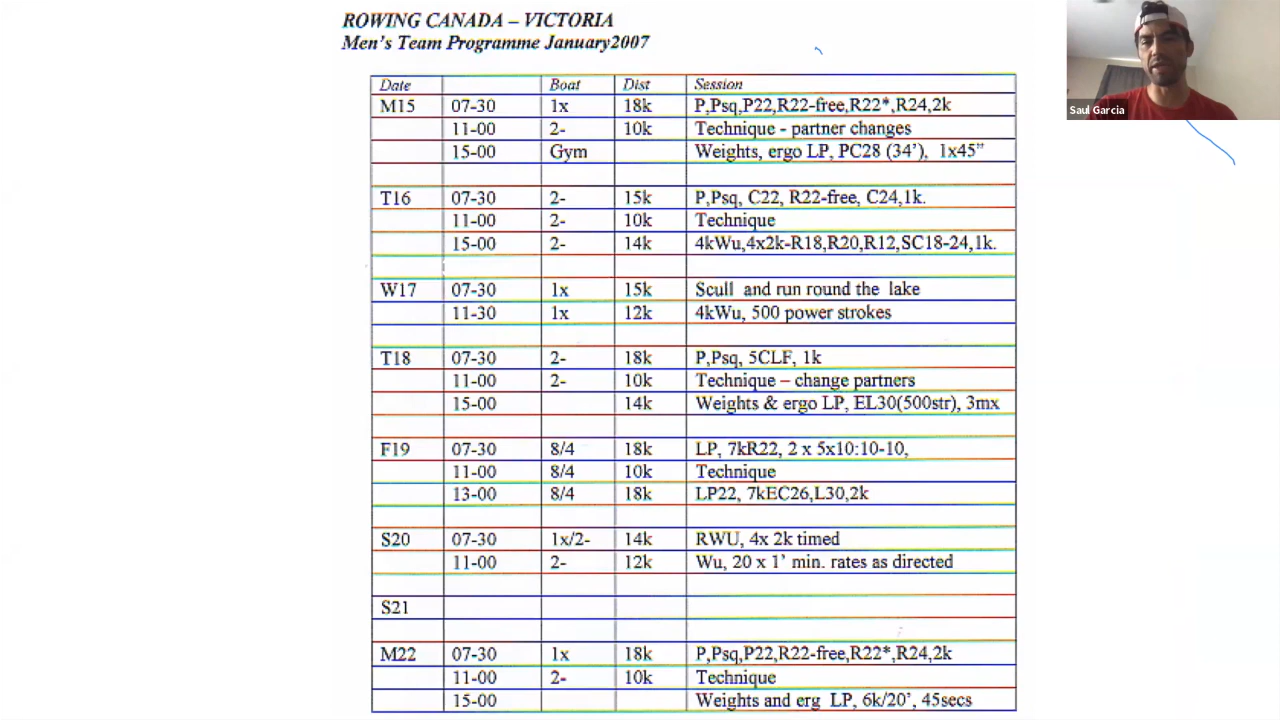 ROWING CANADA – VICTORIA
Men's Team Programme January2007
Date Boat Dist Session
M15 07-30 1x 18k P,Psq,P22,R22-free,R22*,R24,2k
11-00 2- 10k Technique - partner changes
15-00 Gym Weights, ergo LP, PC28 (34'), 1x45"
T16 07-30 2- 15k P,Psq, C22, R22-free, C24,1k.
11-00 2- 10k Technique
15-00 2- 14k 4kWu,4x2k-R18,R20,R12,SC18-24,1k.
W17 07-30 1x 15k Scull and run round the lake
11-30 1x 12k 4kWu, 500 power strokes
T18 07-30 2- 18k P,Psq, 5CLF, 1k
11-00 2- 10k Technique – change partners
15-00 14k Weights & ergo LP, EL30(500str), 3mx
F19 07-30 8/4 18k LP, 7kR22, 2 x 5x10:10-10,
11-00 8/4 10k Technique
13-00 8/4 18k LP22, 7kEC26,L30,2k
S20 07-30 1x/2- 14k RWU, 4x 2k timed
11-00 2- 12k Wu, 20 x 1' min. rates as directed
S21
M22 07-30 1x 18k P,Psq,P22,R22-free,R22*,R24,2k
11-00 2- 10k Technique
15-00 Weights and erg LP, 6k/20', 45secs
Saul Garcia